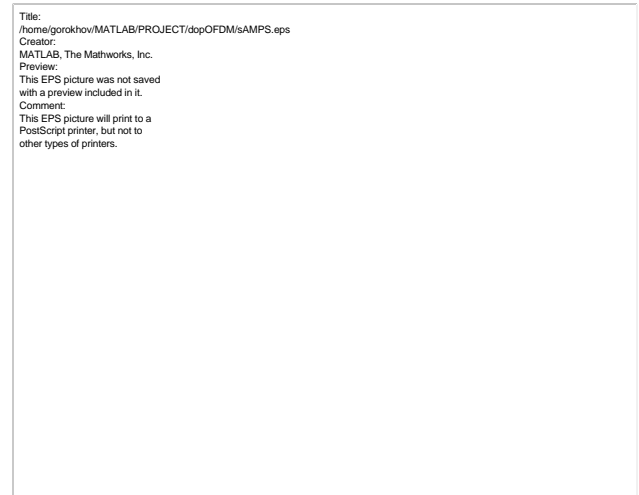 Title:
/home/gorokhov/MATLAB/PROJECT/dopOFDM/sAMPS.eps
Creator:
MATLAB, The Mathworks, Inc.
Preview:
This EPS picture was not saved
with a preview included in it.
Comment:
This EPS picture will print to a
PostScript printer, but not to
other types of printers.